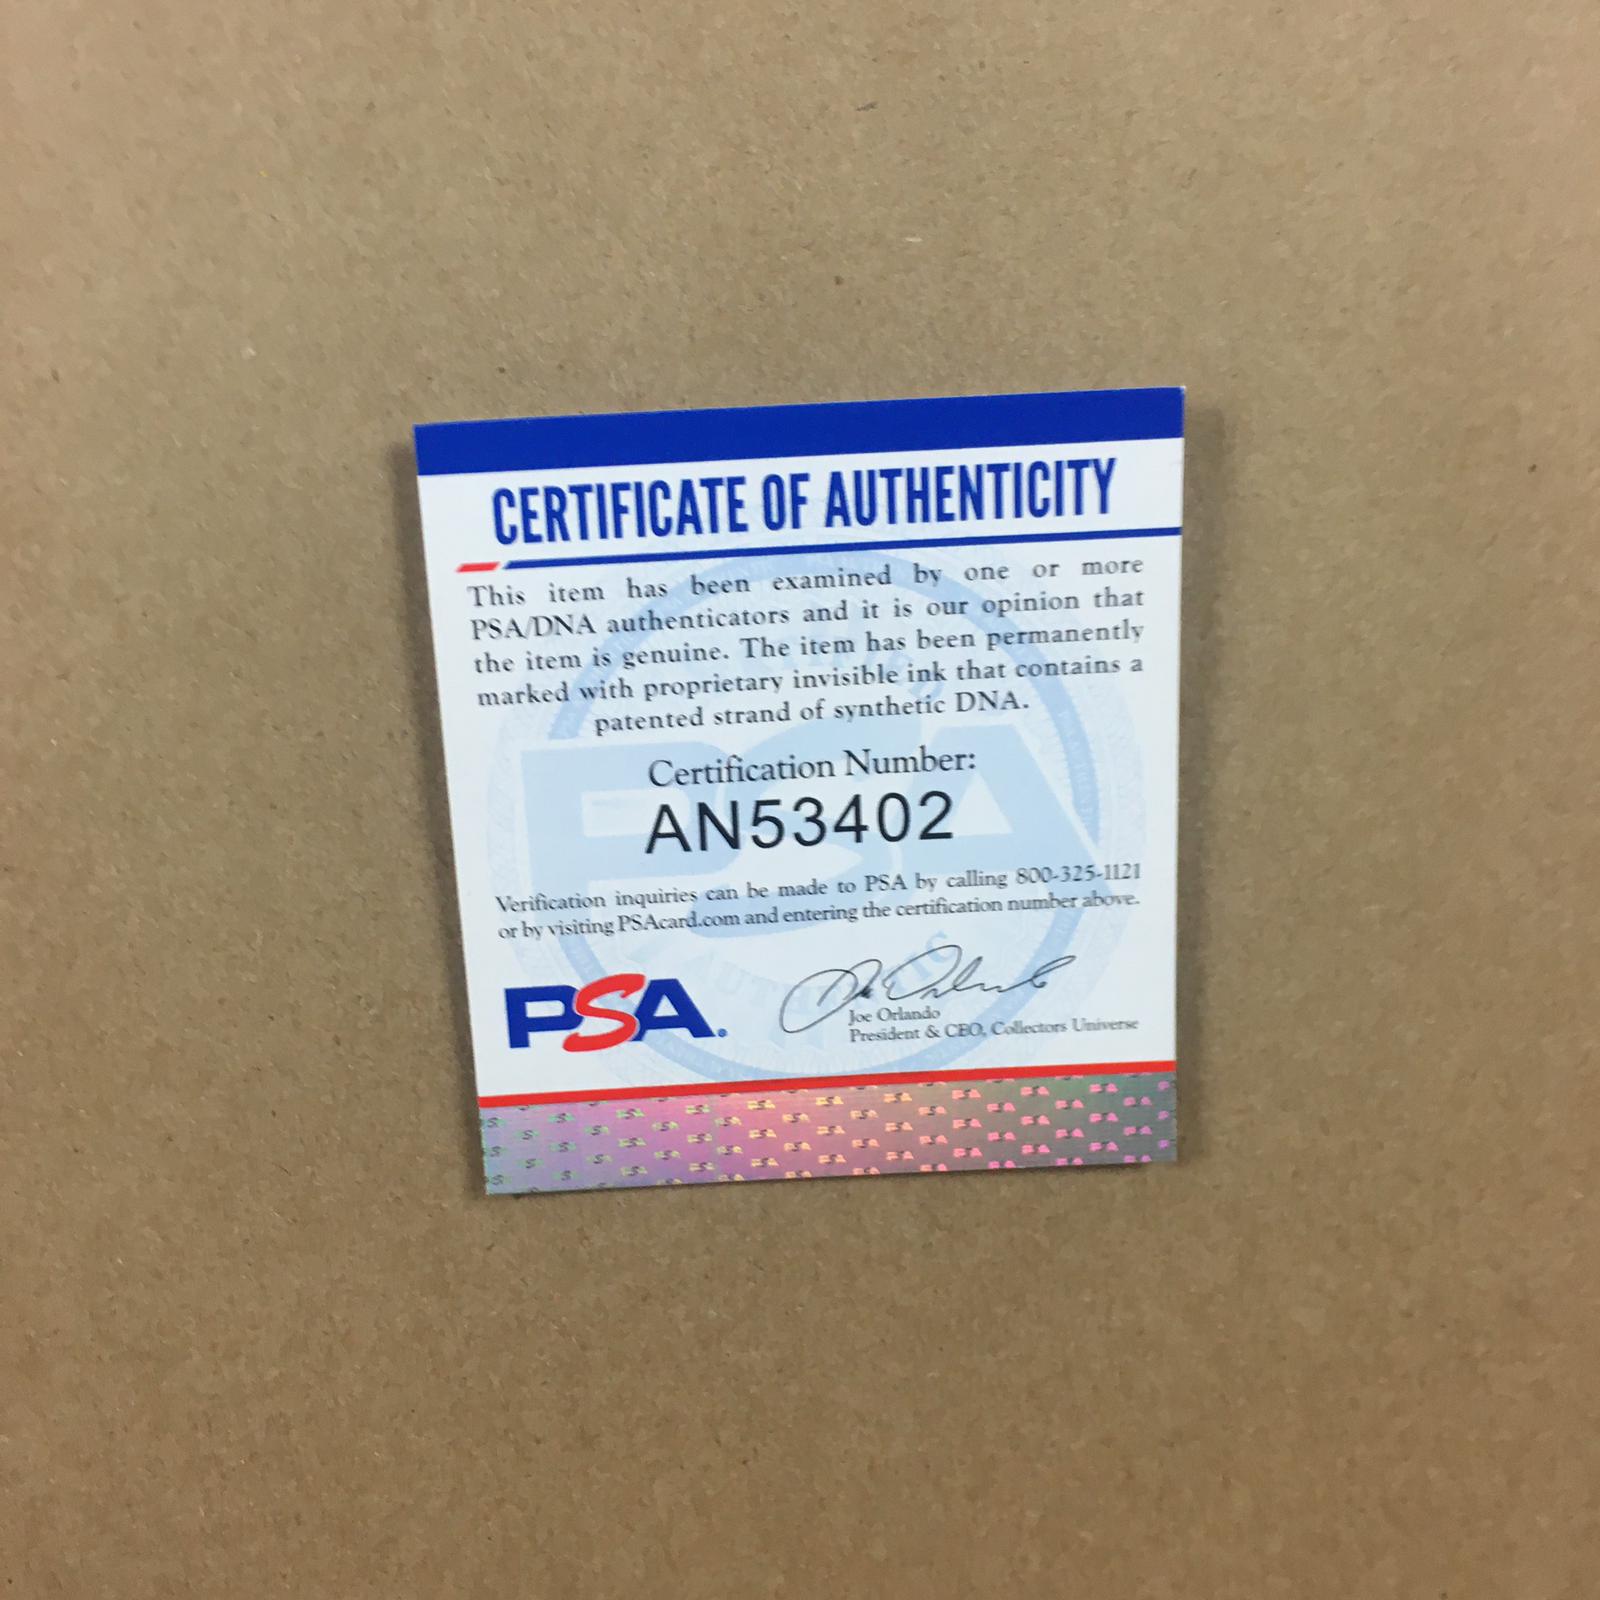 CERTIFICATE OF AUTHENTICITY
This item has been examined by one or more
PSA/DNA authenticators and it is our opinion that
the item is genuine. The item has been permanently
marked with proprietary invisible ink that contains a
patented strand of synthetic DNA.
Certification Number:
AN53402
Verification inquiries can be made to PSA by calling 800-325-1121
or by visiting PSAcard.com and entering the certification number above.
PSA.
Joe Orlando
Joe Orlando
President & CEO, Collectors Universe